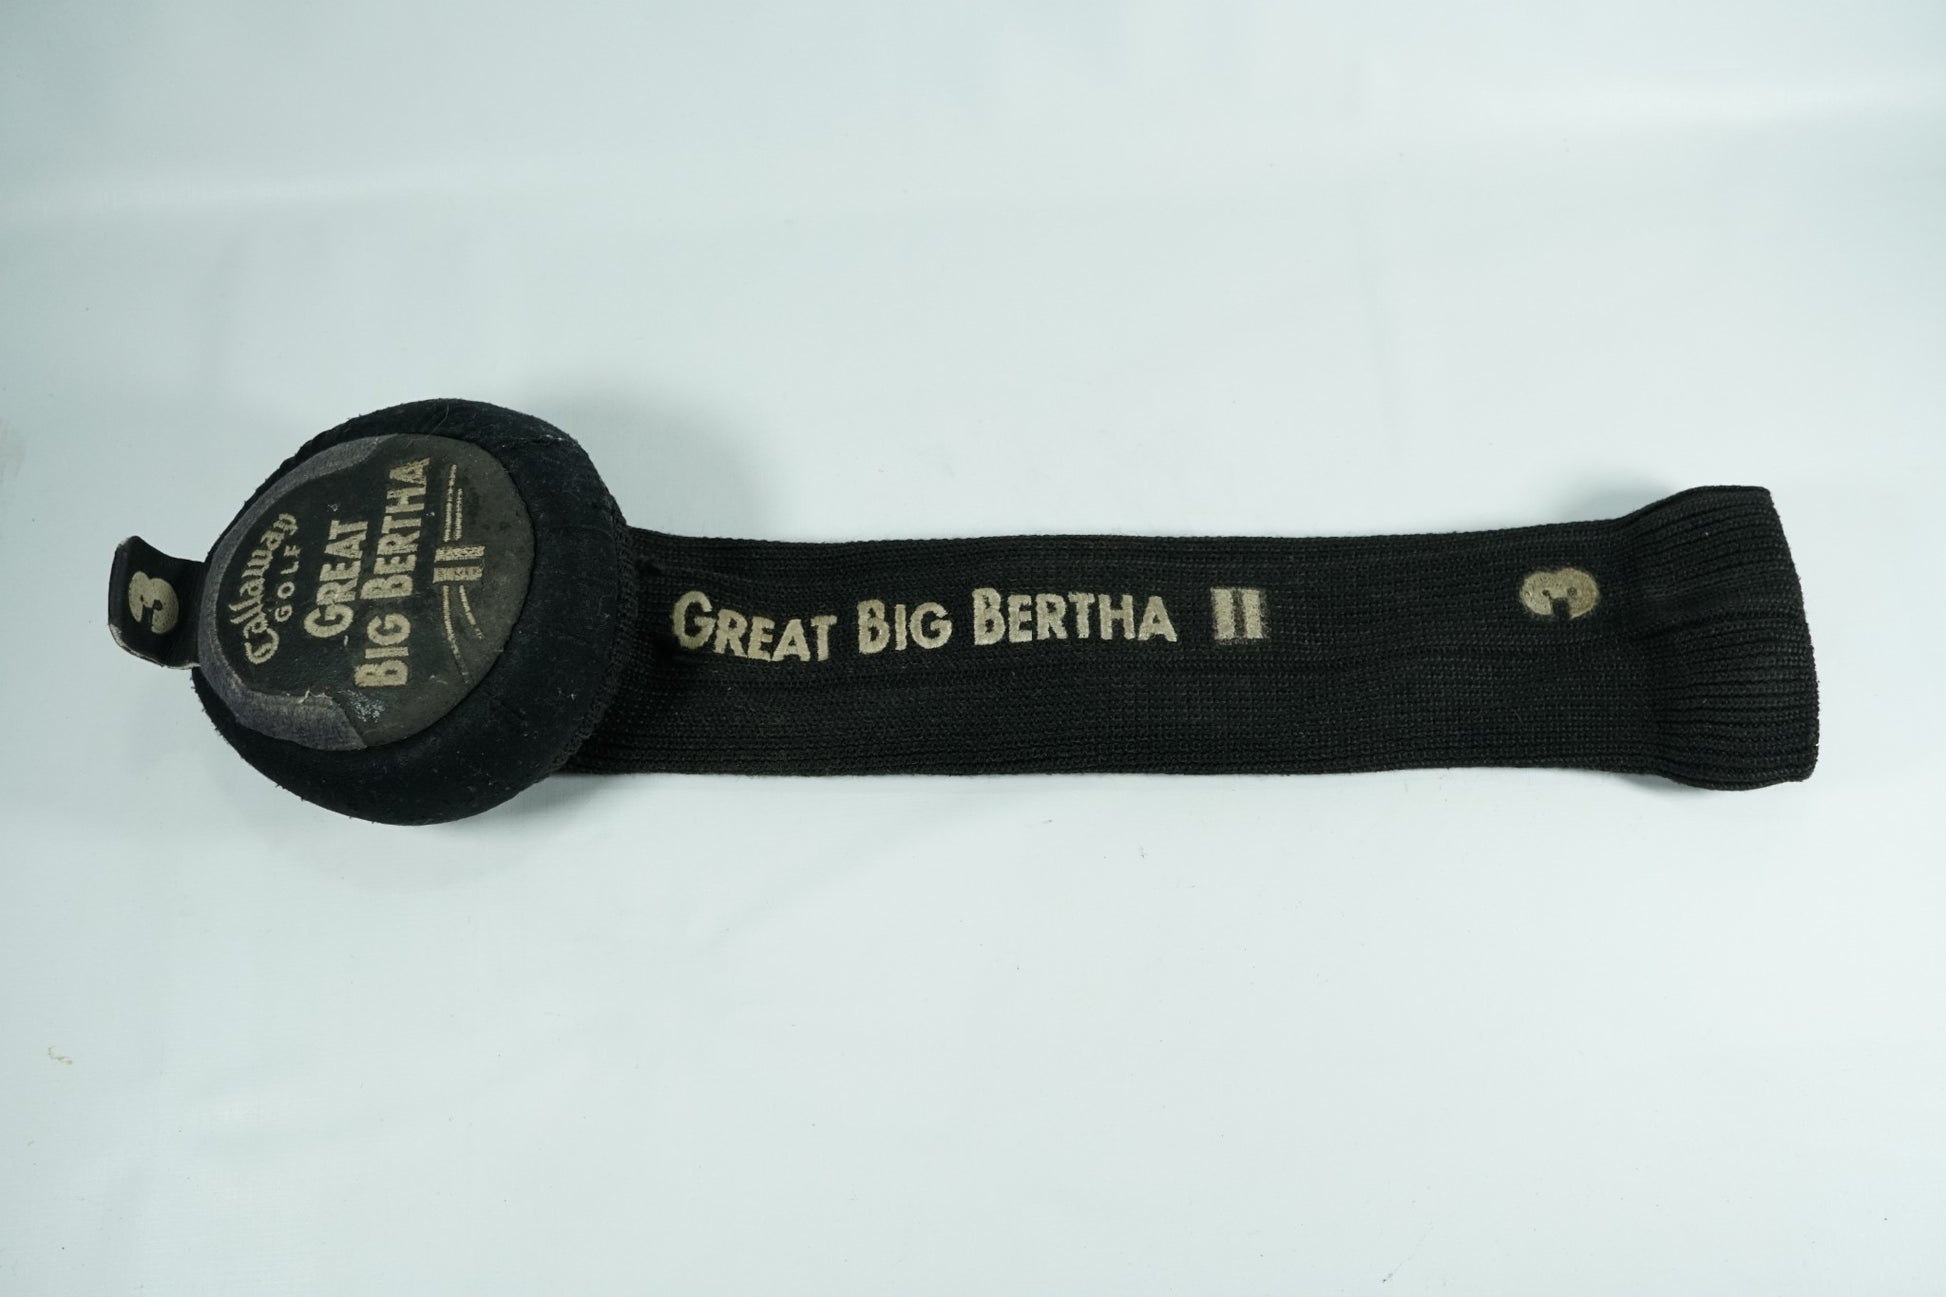 3
Callaway
GOLF
GREAT
BIG BERTHA
II
GREAT BIG BERTHA II
3